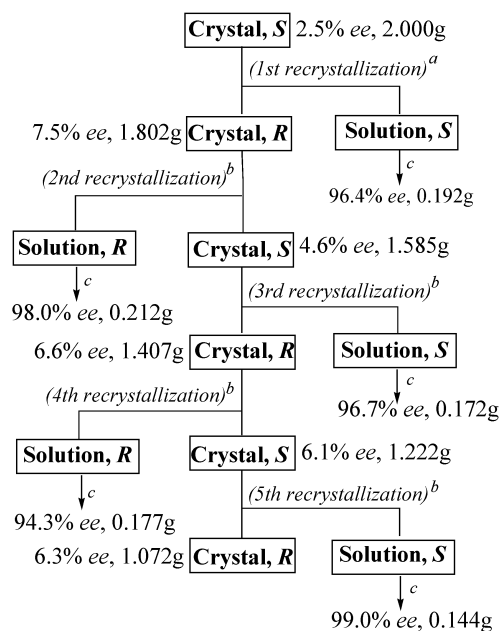 Crystal, S 2.5% ee, 2.000g
(1st recrystallization)a
7.5% ee, 1.802g Crystal, R Solution, S
c
(2nd recrystallization)b
96.4% ee, 0.192g
Solution, R Crystal, S 4.6% ee, 1.585g
c
(3rd recrystallization)b
98.0% ee, 0.212g
6.6% ee, 1.407g Crystal, R Solution, S
c
(4th recrystallization)b
96.7% ee, 0.172g
Solution, R Crystal, S 6.1% ee, 1.222g
c
(5th recrystallization)b
94.3% ee, 0.177g
6.3% ee, 1.072g Crystal, R Solution, S
c
99.0% ee, 0.144g